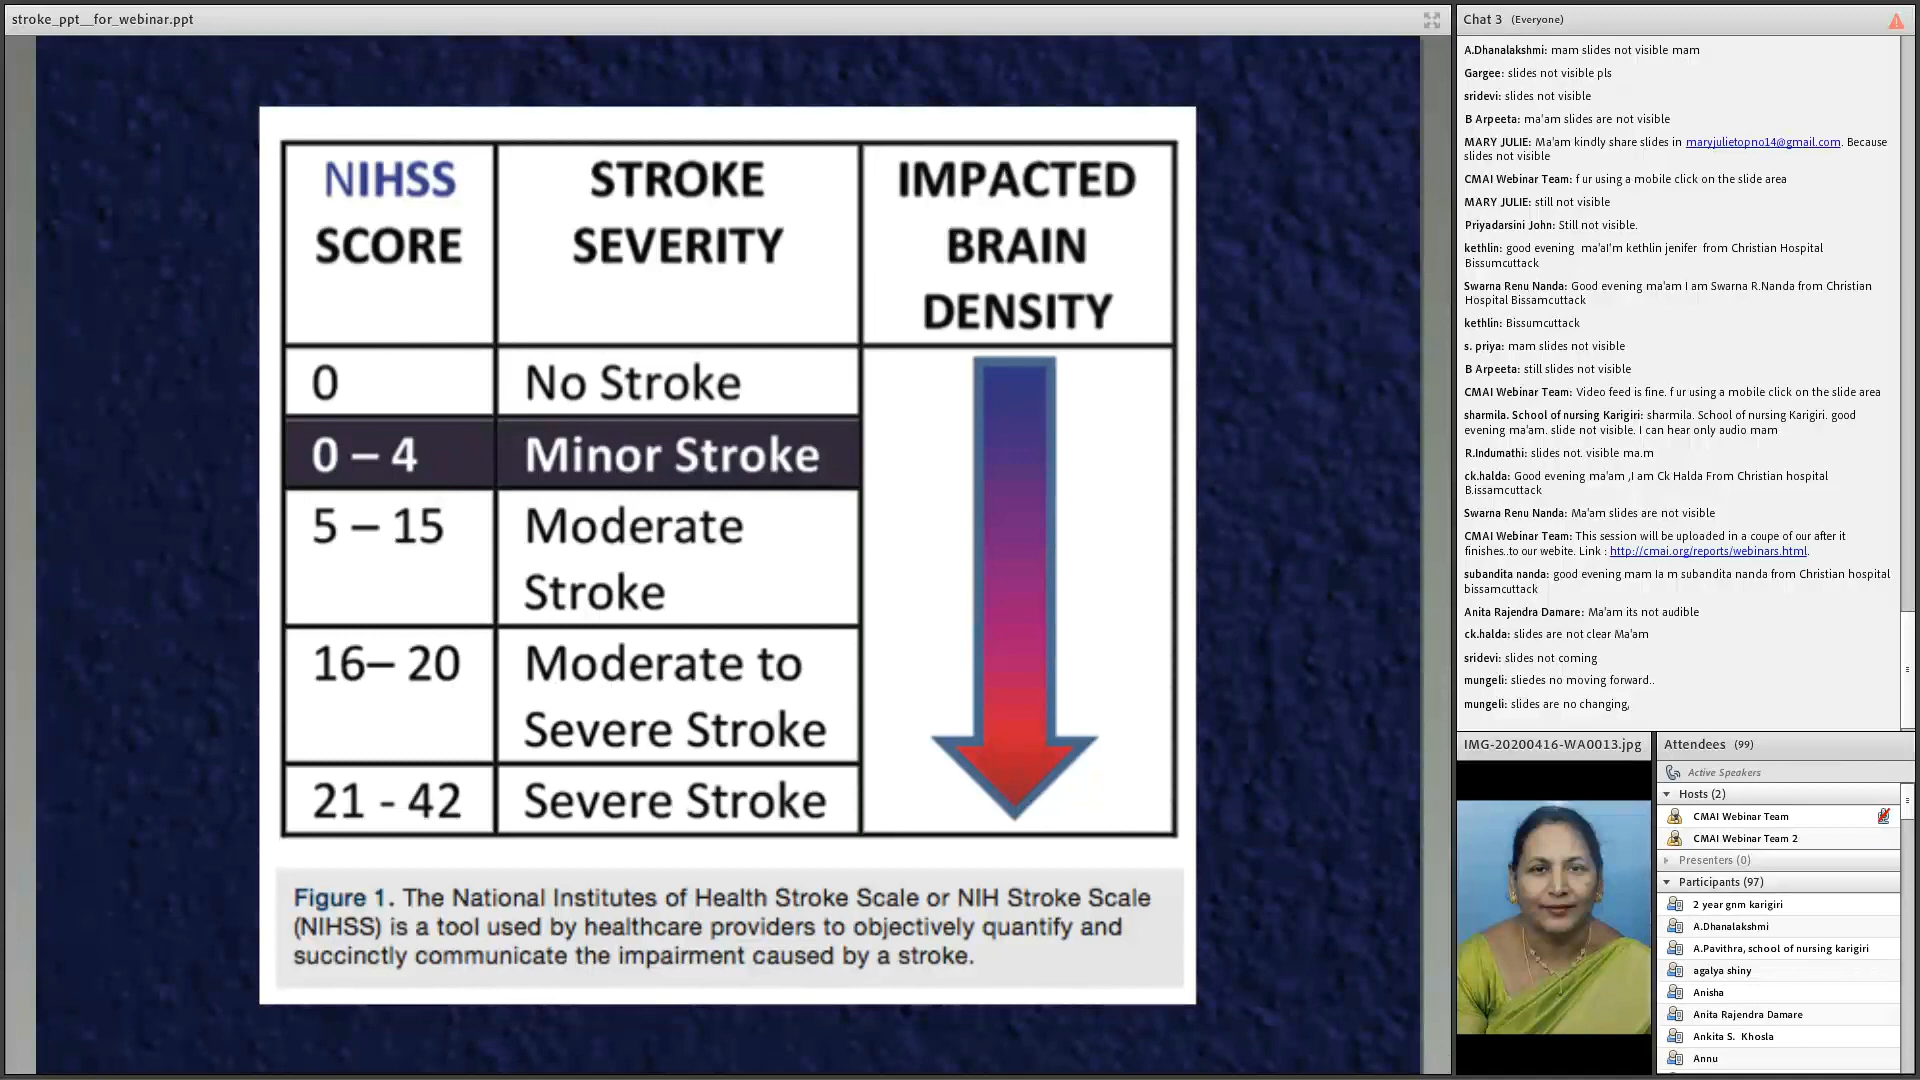 stroke_ppt__for_webinar.ppt
NIHSS
SCORE
STROKE
SEVERITY
IMPACTED
BRAIN
DENSITY
0
No Stroke
0 – 4
Minor Stroke
5 – 15
Moderate
Stroke
16– 20
Moderate to
Severe Stroke
21 - 42
Severe Stroke
Figure 1. The National Institutes of Health Stroke Scale or NIH Stroke Scale
(NIHSS) is a tool used by healthcare providers to objectively quantify and
succinctly communicate the impairment caused by a stroke.
Chat 3 (Everyone)
A.Dhanalakshmi: mam slides not visible mam
Gargee: slides not visible pls
sridevi: slides not visible
B Arpeeta: ma'am slides are not visible
MARY JULIE: Ma'am kindly share slides in maryjulietopno14@gmail.com. Because
slides not visible
CMAI Webinar Team: f ur using a mobile click on the slide area
MARY JULIE: still not visible
Priyadarsini John: Still not visible.
kethlin: good evening  ma'aI'm kethlin jenifer  from Christian Hospital
Bissumcuttack
Swarna Renu Nanda: Good evening ma'am I am Swarna R.Nanda from Christian
Hospital Bissamcuttack
kethlin: Bissumcuttack
s. priya: mam slides not visible
B Arpeeta: still slides not visible
CMAI Webinar Team: Video feed is fine. f ur using a mobile click on the slide area
sharmila. School of nursing Karigiri: sharmila. School of nursing Karigiri. good
evening ma'am. slide not visible. I can hear only audio mam
R.Indumathi: slides not. visible ma.m
ck.halda: Good evening ma'am ,I am Ck Halda From Christian hospital
B.issamcuttack
Swarna Renu Nanda: Ma'am slides are not visible
CMAI Webinar Team: This session will be uploaded in a coupe of our after it
finishes..to our webite. Link : http://cmai.org/reports/webinars.html.
subandita nanda: good evening mam Ia m subandita nanda from Christian hospital
bissamcuttack
Anita Rajendra Damare: Ma'am its not audible
ck.halda: slides are not clear Ma'am
sridevi: slides not coming
mungeli: sliedes no moving forward..
mungeli: slides are no changing,
IMG-20200416-WA0013.jpg
Attendees (99)
Active Speakers
Hosts (2)
CMAI Webinar Team
CMAI Webinar Team 2
Presenters (0)
Participants (97)
2 year gnm karigiri
A.Dhanalakshmi
A.Pavithra, school of nursing karigiri
agalya shiny
Anisha
Anita Rajendra Damare
Ankita S.  Khosla
Annu